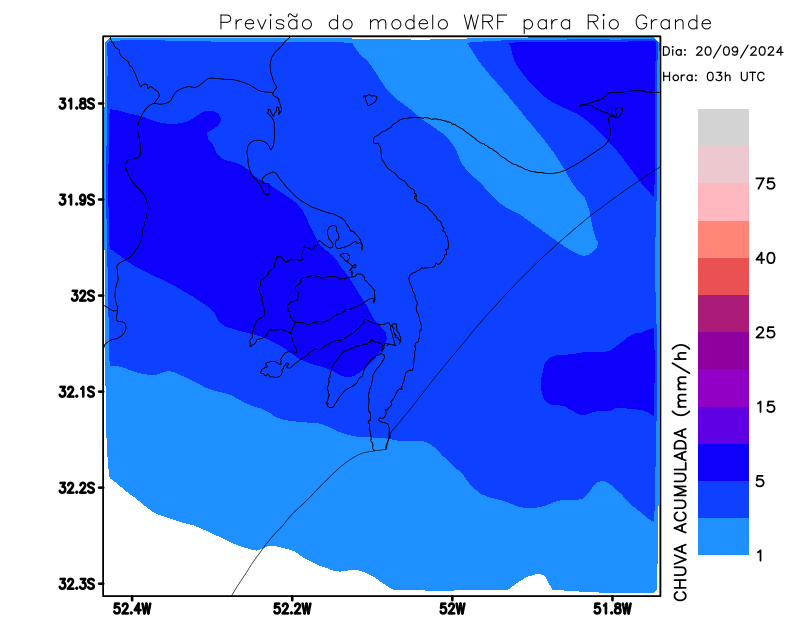 Previsão do modelo WRF para Rio Grande
Dia: 20/09/2024
Hora: 03h UTC
31.8S
31.9S
32S
32.1S
32.2S
32.3S
52.4W
52.2W
52W
51.8W
75
40
25
15
5
1
CHUVA ACUMULADA (mm/h)